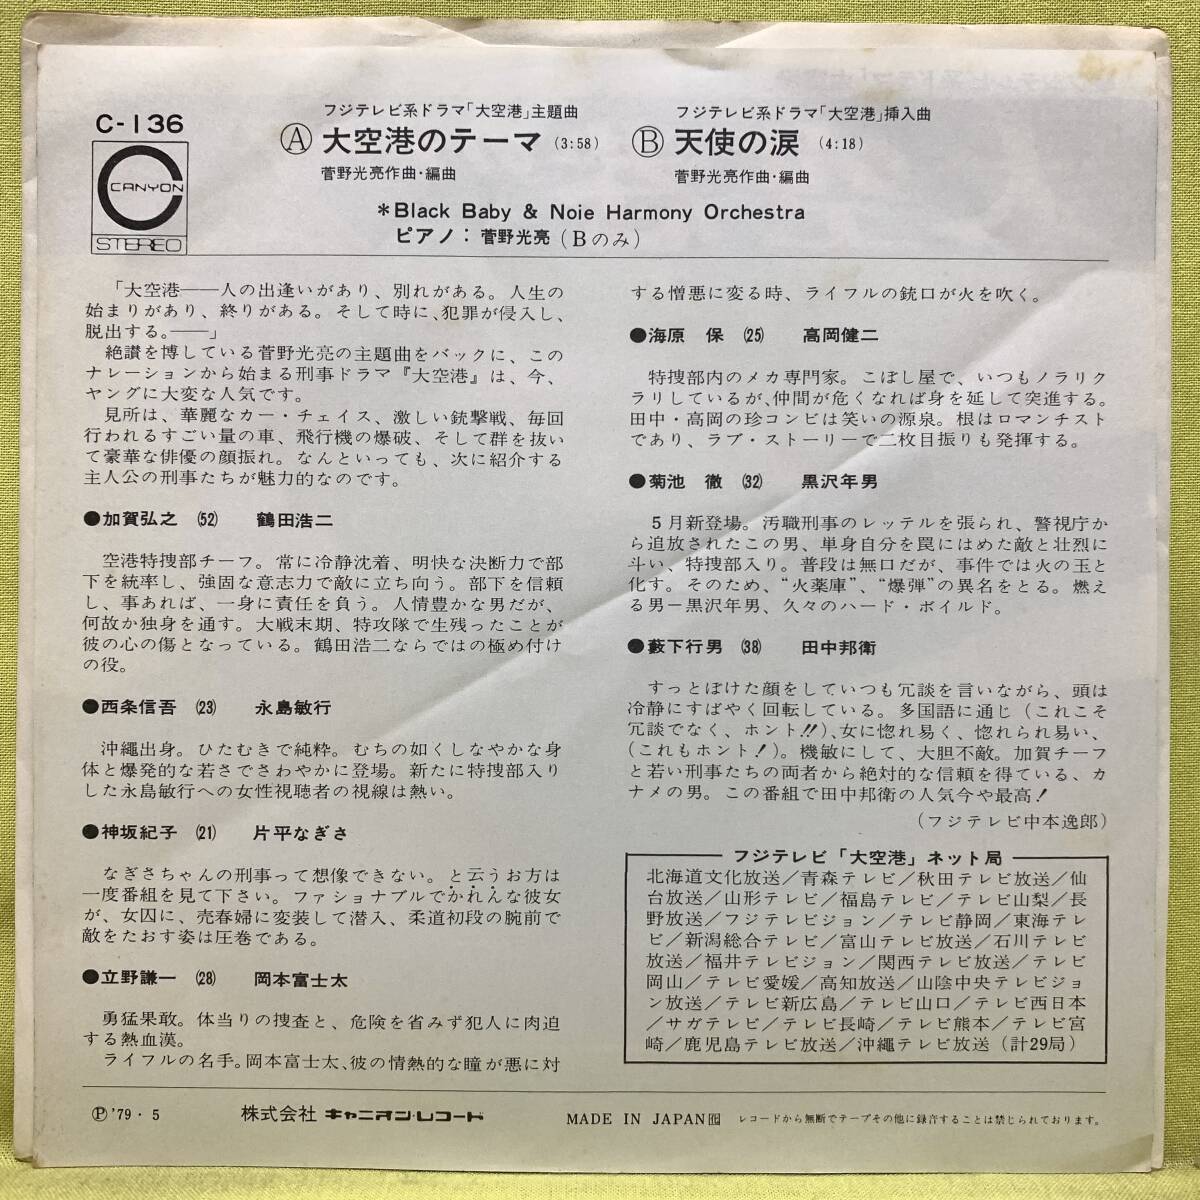 C-136
CANYON
STEREO
フジテレビ系ドラマ「大空港」主題曲
Ⓐ 大空港のテーマ (3:58)
菅野光亮作曲・編曲
フジテレビ系ドラマ「大空港」挿入曲
Ⓑ 天使の涙 (4:18)
菅野光亮作曲・編曲
＊Black Baby & Noie Harmony Orchestra
ピアノ：菅野光亮(Bのみ)
「大空港――人の出逢いがあり、別れがある。人生の
始まりがあり、終りがある。そして時に、犯罪が侵入し、
脱出する。――」
絶讃を博している菅野光亮の主題曲をバックに、この
ナレーションから始まる刑事ドラマ『大空港』は、今、
ヤングに大変な人気です。
見所は、華麗なカー・チェイス、激しい銃撃戦、毎回
行われるすごい量の車、飛行機の爆破、そして群を抜い
て豪華な俳優の顔振れ。なんといっても、次に紹介する
主人公の刑事たちが魅力的なのです。
●加賀弘之 (52) 鶴田浩二
空港特捜部チーフ。常に冷静沈着、明快な決断力で部
下を統率し、強固な意志力で敵に立ち向う。部下を信頼
し、事あれば、一身に責任を負う。人情豊かな男だが、
何故か独身を通す。大戦末期、特攻隊で生残ったことが
彼の心の傷となっている。鶴田浩二ならではの極め付け
の役。
●西条信吾 (23) 永島敏行
沖縄出身。ひたむきで純粋。むちの如くしなやかな身
体と爆発的な若さでさわやかに登場。新たに特捜部入り
した永島敏行への女性視聴者の視線は熱い。
●神坂紀子 (21) 片平なぎさ
なぎさちゃんの刑事って想像できない。と云うお方は
一度番組を見て下さい。ファショナブルでかれんな彼女
が、女囚に、売春婦に変装して潜入、柔道初段の腕前で
敵をたおす姿は圧巻である。
●立野謙一 (28) 岡本富士太
勇猛果敢。体当りの捜査と、危険を省みず犯人に肉迫
する熱血漢。
ライフルの名手。岡本富士太、彼の情熱的な瞳が悪に対
する憎悪に変る時、ライフルの銃口が火を吹く。
●海原 保 (25) 高岡健二
特捜部内のメカ専門家。こぼし屋で、いつもノラリク
ラリしているが、仲間が危くなれば身を延して突進する。
田中・高岡の珍コンビは笑いの源泉。根はロマンチスト
であり、ラブ・ストーリーで二枚目振りも発揮する。
●菊池 徹 (32) 黒沢年男
5月新登場。汚職刑事のレッテルを張られ、警視庁か
ら追放されたこの男、単身自分を罠にはめた敵と壮烈に
斗い、特捜部入り。普段は無口だが、事件では火の玉と
化す。そのため、“火薬庫”、“爆弾”の異名をとる。燃え
る男－黒沢年男、久々のハード・ボイルド。
●藪下行男 (38) 田中邦衛
すっとぼけた顔をしていつも冗談を言いながら、頭は
冷静にすばやく回転している。多国語に通じ（これこそ
冗談でなく、ホント!!）、女に惚れ易く、惚れられ易い、
（これもホント！）。機敏にして、大胆不敵。加賀チーフ
と若い刑事たちの両者から絶対的な信頼を得ている、カ
ナメの男。この番組で田中邦衛の人気今や最高！
(フジテレビ中本逸郎)
フジテレビ「大空港」ネット局
北海道文化放送／青森テレビ／秋田テレビ放送／仙
台放送／山形テレビ／福島テレビ／テレビ山梨／長
野放送／フジテレビジョン／テレビ静岡／東海テレ
ビ／新潟総合テレビ／富山テレビ放送／石川テレビ
放送／福井テレビジョン／関西テレビ放送／テレビ
岡山／テレビ愛媛／高知放送／山陰中央テレビジョ
ン放送／テレビ新広島／テレビ山口／テレビ西日本
／サガテレビ／テレビ長崎／テレビ熊本／テレビ宮
崎／鹿児島テレビ放送／沖縄テレビ放送（計29局）
Ⓟ'79・5 株式会社 キャニオン・レコード MADE IN JAPAN レコードから無断でテープその他に録音することは禁じられております。